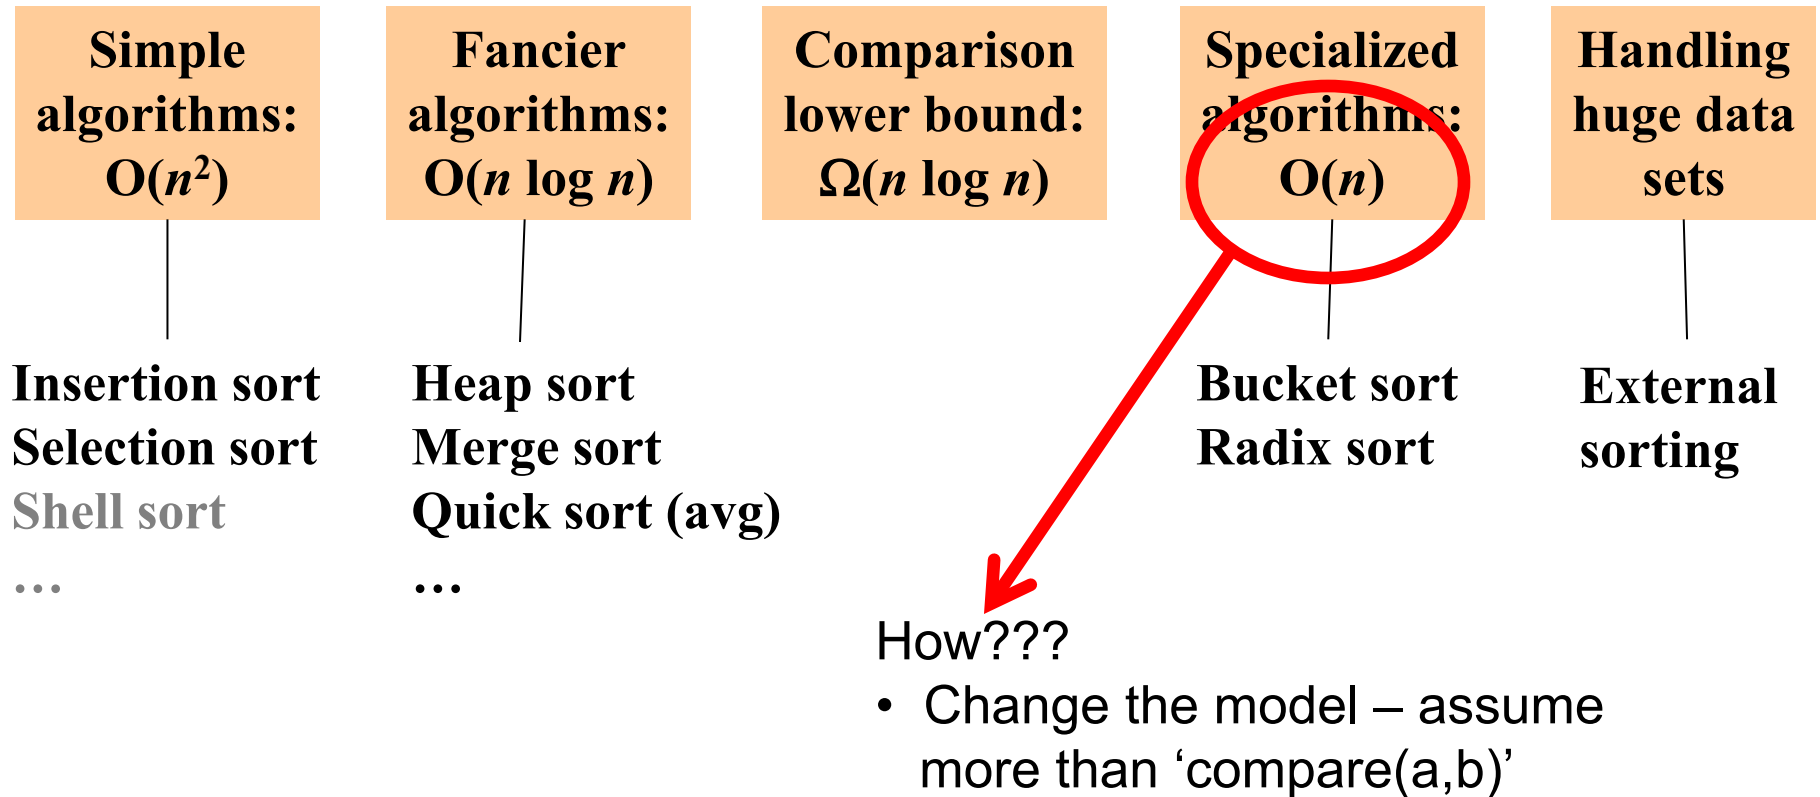 Simple
algorithms:
O(n²)
Fancier
algorithms:
O(n log n)
Comparison
lower bound:
Ω(n log n)
Specialized
algorithms:
O(n)
Handling
huge data
sets
Insertion sort
Selection sort
Shell sort
…
Heap sort
Merge sort
Quick sort (avg)
…
Bucket sort
Radix sort
External
sorting
How???
• Change the model – assume
more than ‘compare(a,b)’